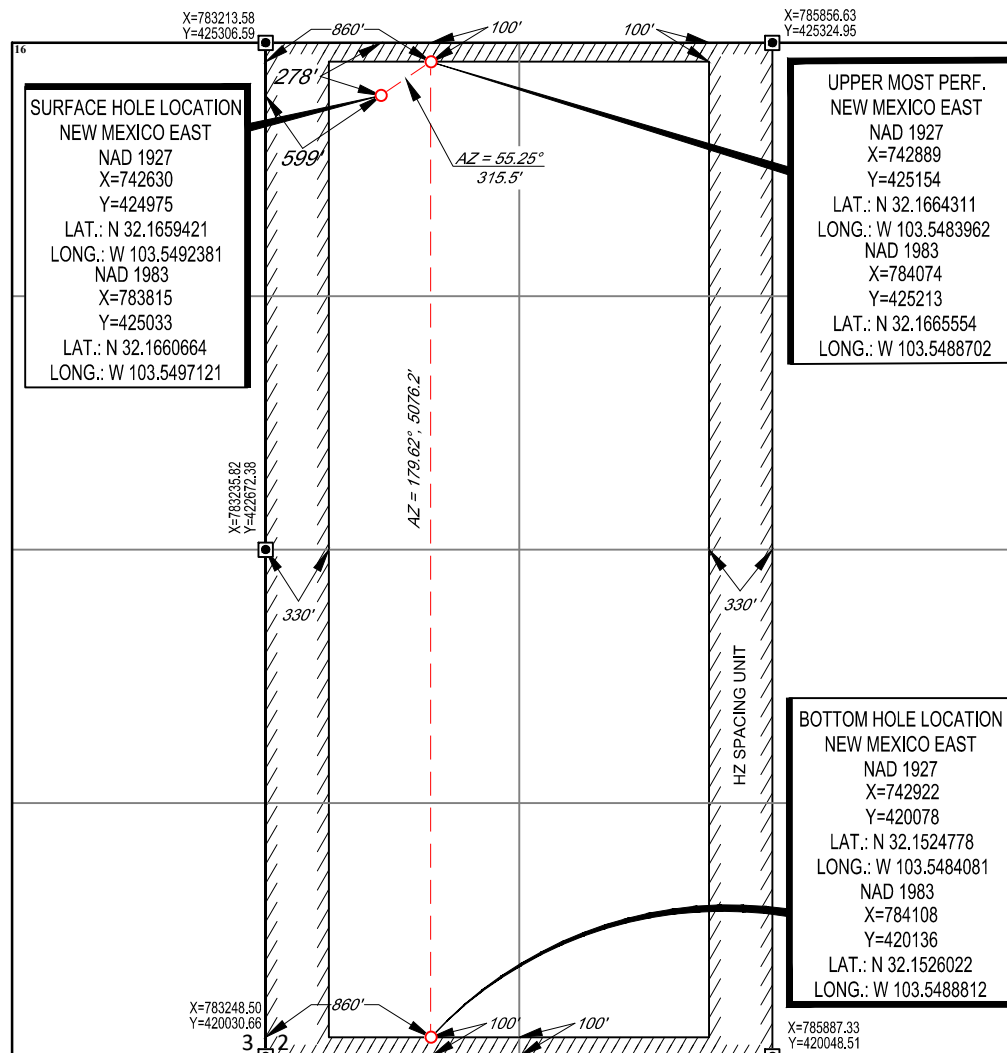 X=783213.58
Y=425306.59
X=785856.63
Y=425324.95
16
860'
100'
100'
278'
599'
AZ = 55.25°
315.5'
SURFACE HOLE LOCATION
NEW MEXICO EAST
NAD 1927
X=742630
Y=424975
LAT.: N 32.1659421
LONG.: W 103.5492381
NAD 1983
X=783815
Y=425033
LAT.: N 32.1660664
LONG.: W 103.5497121
UPPER MOST PERF.
NEW MEXICO EAST
NAD 1927
X=742889
Y=425154
LAT.: N 32.1664311
LONG.: W 103.5483962
NAD 1983
X=784074
Y=425213
LAT.: N 32.1665554
LONG.: W 103.5488702
AZ = 179.62°, 5076.2'
X=783235.82
Y=422672.38
330'
330'
HZ SPACING UNIT
BOTTOM HOLE LOCATION
NEW MEXICO EAST
NAD 1927
X=742922
Y=420078
LAT.: N 32.1524778
LONG.: W 103.5484081
NAD 1983
X=784108
Y=420136
LAT.: N 32.1526022
LONG.: W 103.5488812
X=783248.50
Y=420030.66
860'
100'
100'
3 2
X=785887.33
Y=420048.51